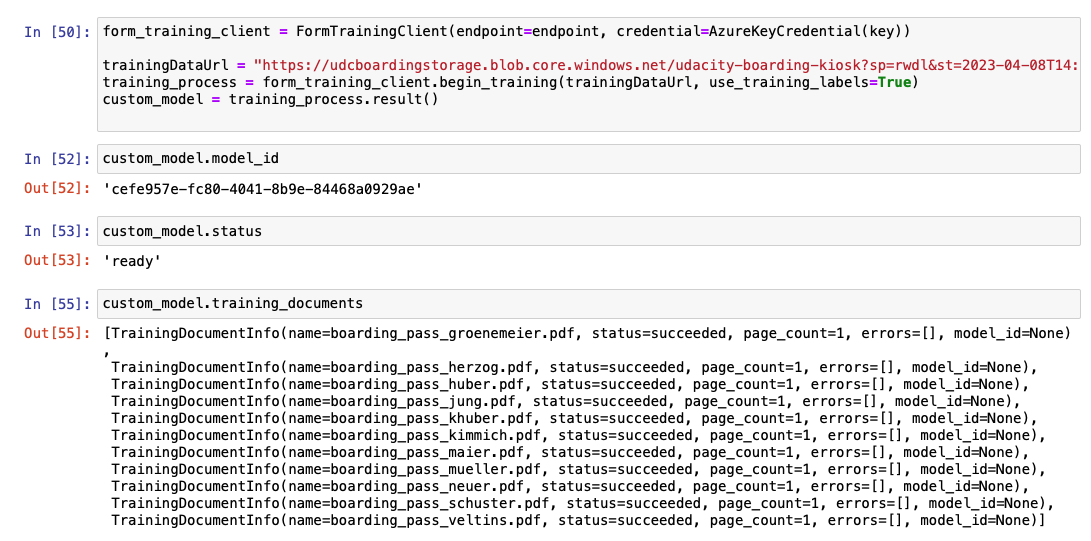 In [50]: form_training_client = FormTrainingClient(endpoint=endpoint, credential=AzureKeyCredential(key))
trainingDataUrl = "https://udcboardingstorage.blob.core.windows.net/udacity-boarding-kiosk?sp=rwdl&st=2023-04-08T14:
training_process = form_training_client.begin_training(trainingDataUrl, use_training_labels=True)
custom_model = training_process.result()
In [52]: custom_model.model_id
Out[52]: 'cefe957e-fc80-4041-8b9e-84468a0929ae'
In [53]: custom_model.status
Out[53]: 'ready'
In [55]: custom_model.training_documents
Out[55]: [TrainingDocumentInfo(name=boarding_pass_groenemeier.pdf, status=succeeded, page_count=1, errors=[], model_id=None)
,
TrainingDocumentInfo(name=boarding_pass_herzog.pdf, status=succeeded, page_count=1, errors=[], model_id=None),
TrainingDocumentInfo(name=boarding_pass_huber.pdf, status=succeeded, page_count=1, errors=[], model_id=None),
TrainingDocumentInfo(name=boarding_pass_jung.pdf, status=succeeded, page_count=1, errors=[], model_id=None),
TrainingDocumentInfo(name=boarding_pass_khuber.pdf, status=succeeded, page_count=1, errors=[], model_id=None),
TrainingDocumentInfo(name=boarding_pass_kimmich.pdf, status=succeeded, page_count=1, errors=[], model_id=None),
TrainingDocumentInfo(name=boarding_pass_maier.pdf, status=succeeded, page_count=1, errors=[], model_id=None),
TrainingDocumentInfo(name=boarding_pass_mueller.pdf, status=succeeded, page_count=1, errors=[], model_id=None),
TrainingDocumentInfo(name=boarding_pass_neuer.pdf, status=succeeded, page_count=1, errors=[], model_id=None),
TrainingDocumentInfo(name=boarding_pass_schuster.pdf, status=succeeded, page_count=1, errors=[], model_id=None),
TrainingDocumentInfo(name=boarding_pass_veltins.pdf, status=succeeded, page_count=1, errors=[], model_id=None)]